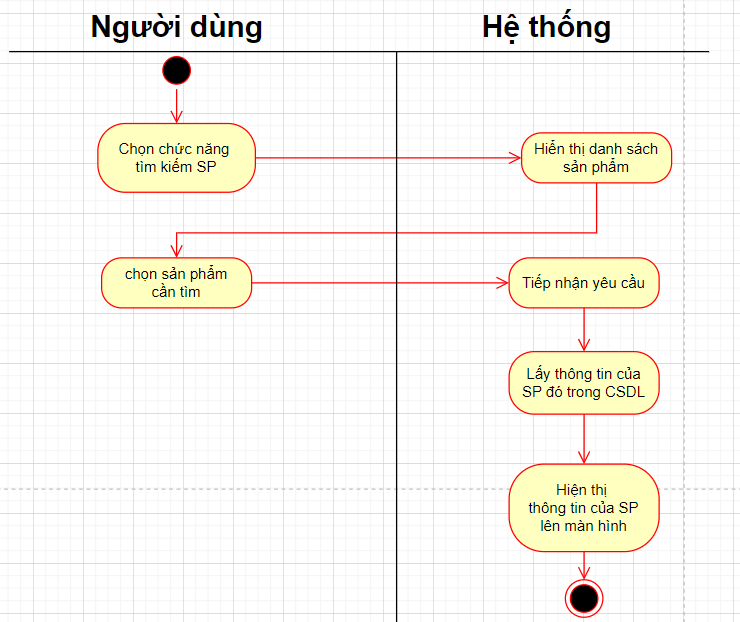 Người dùng
Hệ thống
Chọn chức năng
tìm kiếm SP
Hiển thị danh sách
sản phẩm
chọn sản phẩm
cần tìm
Tiếp nhận yêu cầu
Lấy thông tin của
SP đó trong CSDL
Hiện thị
thông tin của SP
lên màn hình